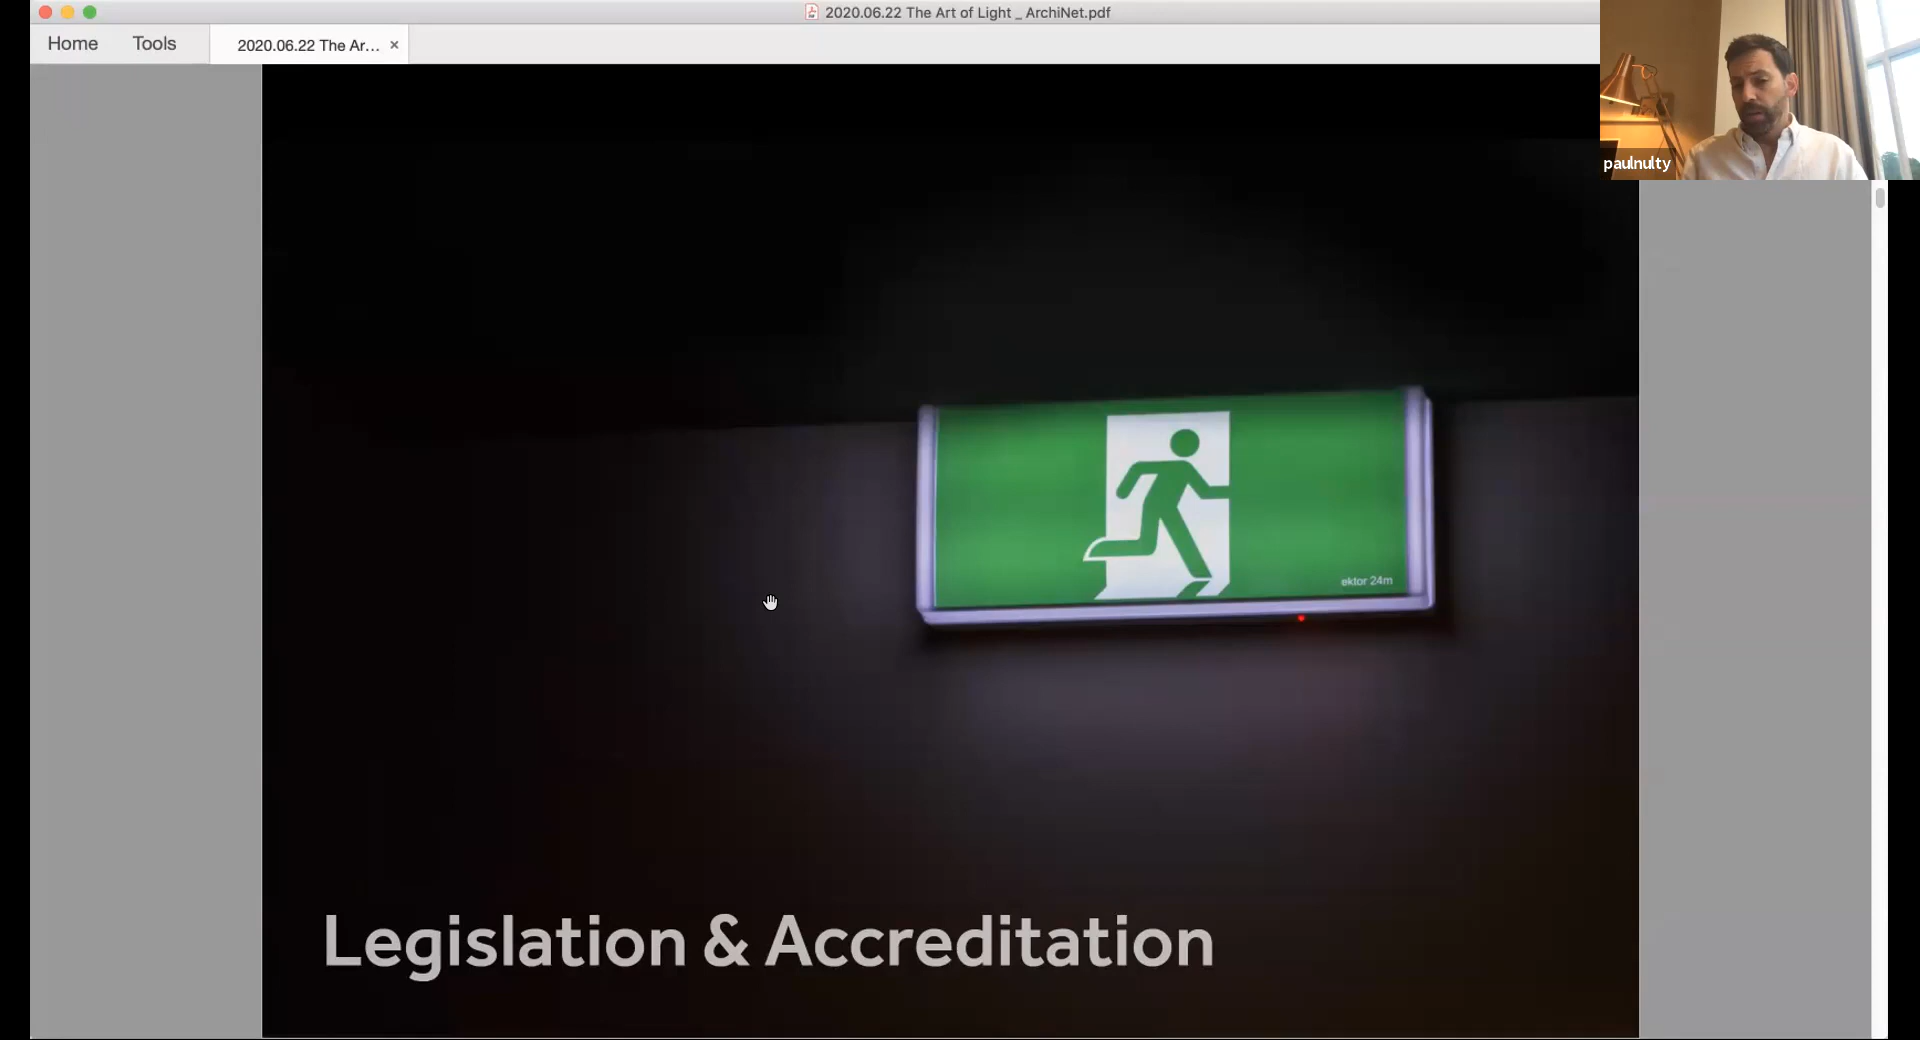 2020.06.22 The Art of Light _ ArchiNet.pdf
Home
Tools
2020.06.22 The Ar... ×
paulnulty
ektor 24m
Legislation & Accreditation